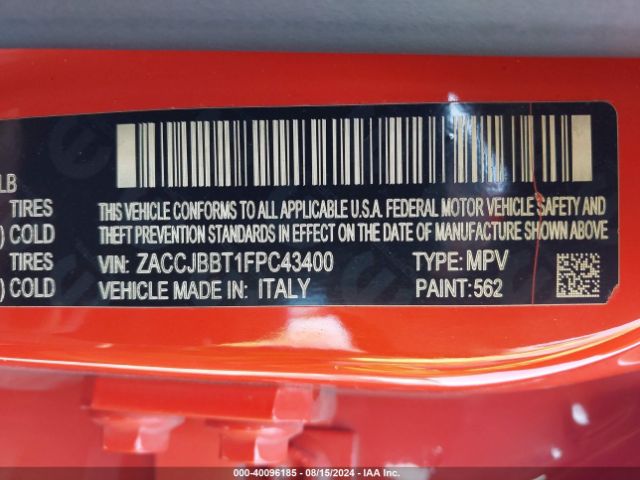 LB
TIRES
) COLD
TIRES
) COLD
THIS VEHICLE CONFORMS TO ALL APPLICABLE U.S.A. FEDERAL MOTOR VEHICLE SAFETY AND
THEFT PREVENTION STANDARDS IN EFFECT ON THE DATE OF MANUFACTURE SHOWN ABOVE
VIN: ZACCJBBT1FPC43400 TYPE: MPV
VEHICLE MADE IN: ITALY PAINT:562
000-40096185 - 08/15/2024 - IAA Inc.